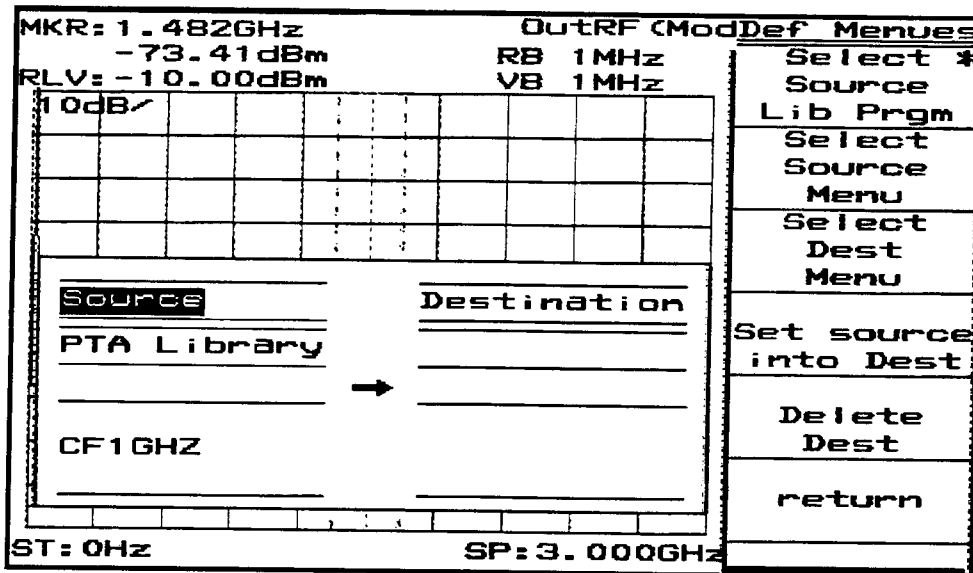 MKR: 1.482GHz
-73.41dBm
RLV: -10.00dBm
OutRF (Mod
RB 1MHz
VB 1MHz
10dB/
Source
PTA Library
CF1GHZ
Destination
ST: 0Hz
SP: 3.000GHz
Def Menues
Select *
Source
Lib Prgm
Select
Source
Menu
Select
Dest
Menu
Set source
into Dest
Delete
Dest
return